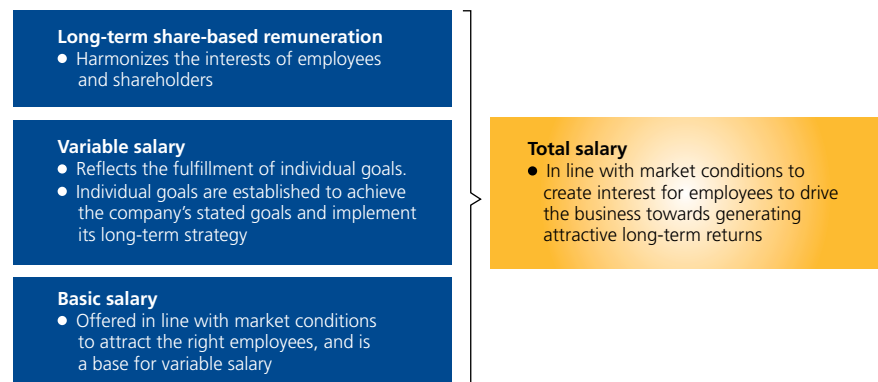 Long-term share-based remuneration
● Harmonizes the interests of employees
and shareholders
Variable salary
● Reflects the fulfillment of individual goals.
● Individual goals are established to achieve
the company's stated goals and implement
its long-term strategy
Basic salary
● Offered in line with market conditions
to attract the right employees, and is
a base for variable salary
Total salary
● In line with market conditions to
create interest for employees to drive
the business towards generating
attractive long-term returns